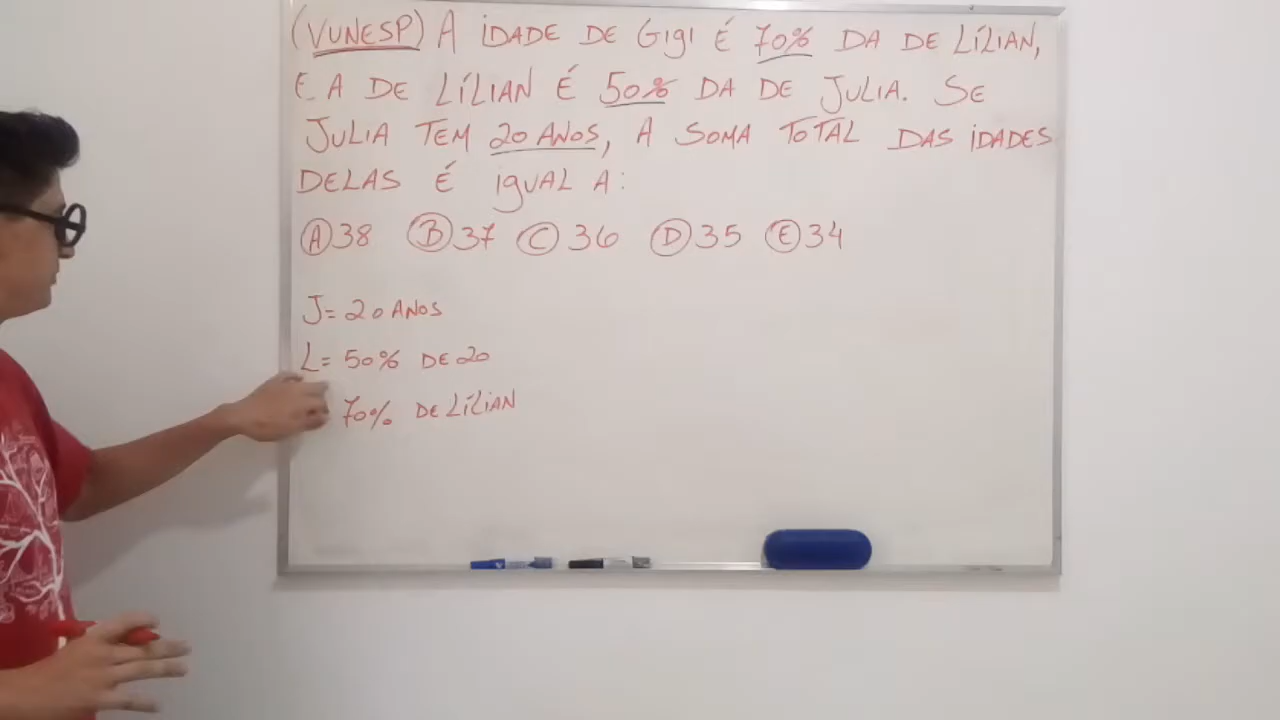 (VUNESP) A IDADE DE GIGI É 70% DA DE LÍLIAN,
E A DE LÍLIAN É 50% DA DE JULIA. SE
JULIA TEM 20 ANOS, A SOMA TOTAL DAS IDADES
DELAS É IGUAL A:
A 38 B 37 C 36 D 35 E 34
J= 20 ANOS
L= 50% DE 20
70% DE LÍLIAN